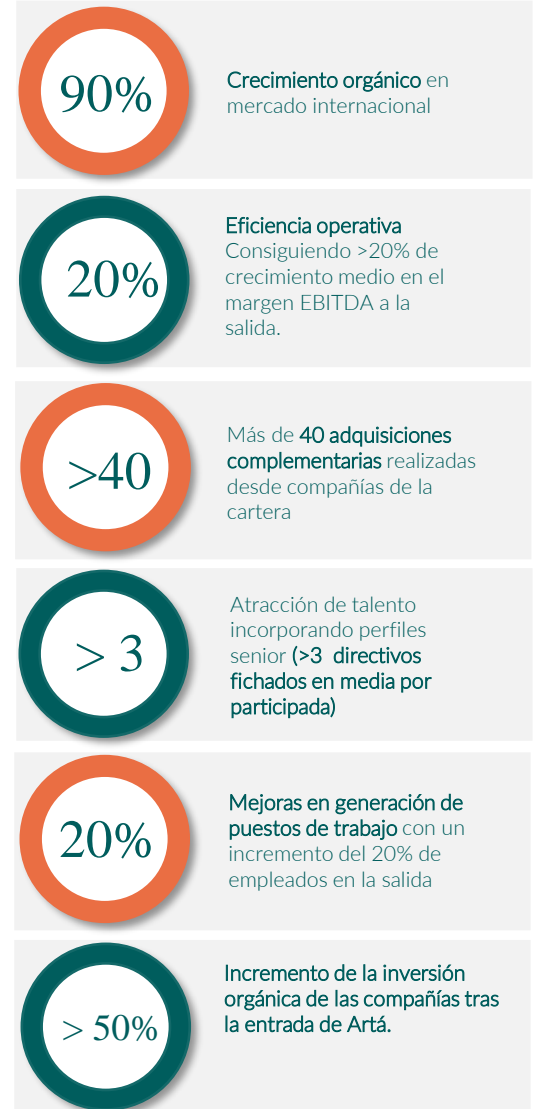 90%
Crecimiento orgánico en
mercado internacional
20%
Eficiencia operativa
Consiguiendo >20% de
crecimiento medio en el
margen EBITDA a la
salida.
>40
Más de 40 adquisiciones
complementarias realizadas
desde compañías de la
cartera
> 3
Atracción de talento
incorporando perfiles
senior (>3 directivos
fichados en media por
participada)
20%
Mejoras en generación de
puestos de trabajo con un
incremento del 20% de
empleados en la salida
> 50%
Incremento de la inversión
orgánica de las compañías tras
la entrada de Artá.